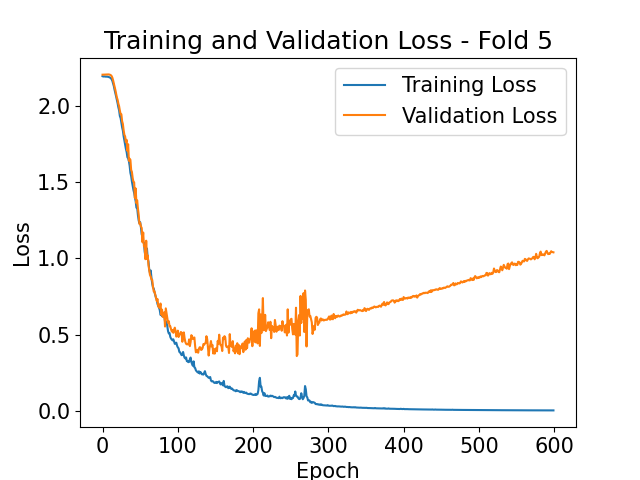 Training and Validation Loss - Fold 5
Training Loss
Validation Loss
Loss
2.0
1.5
1.0
0.5
0.0
0 100 200 300 400 500 600
Epoch